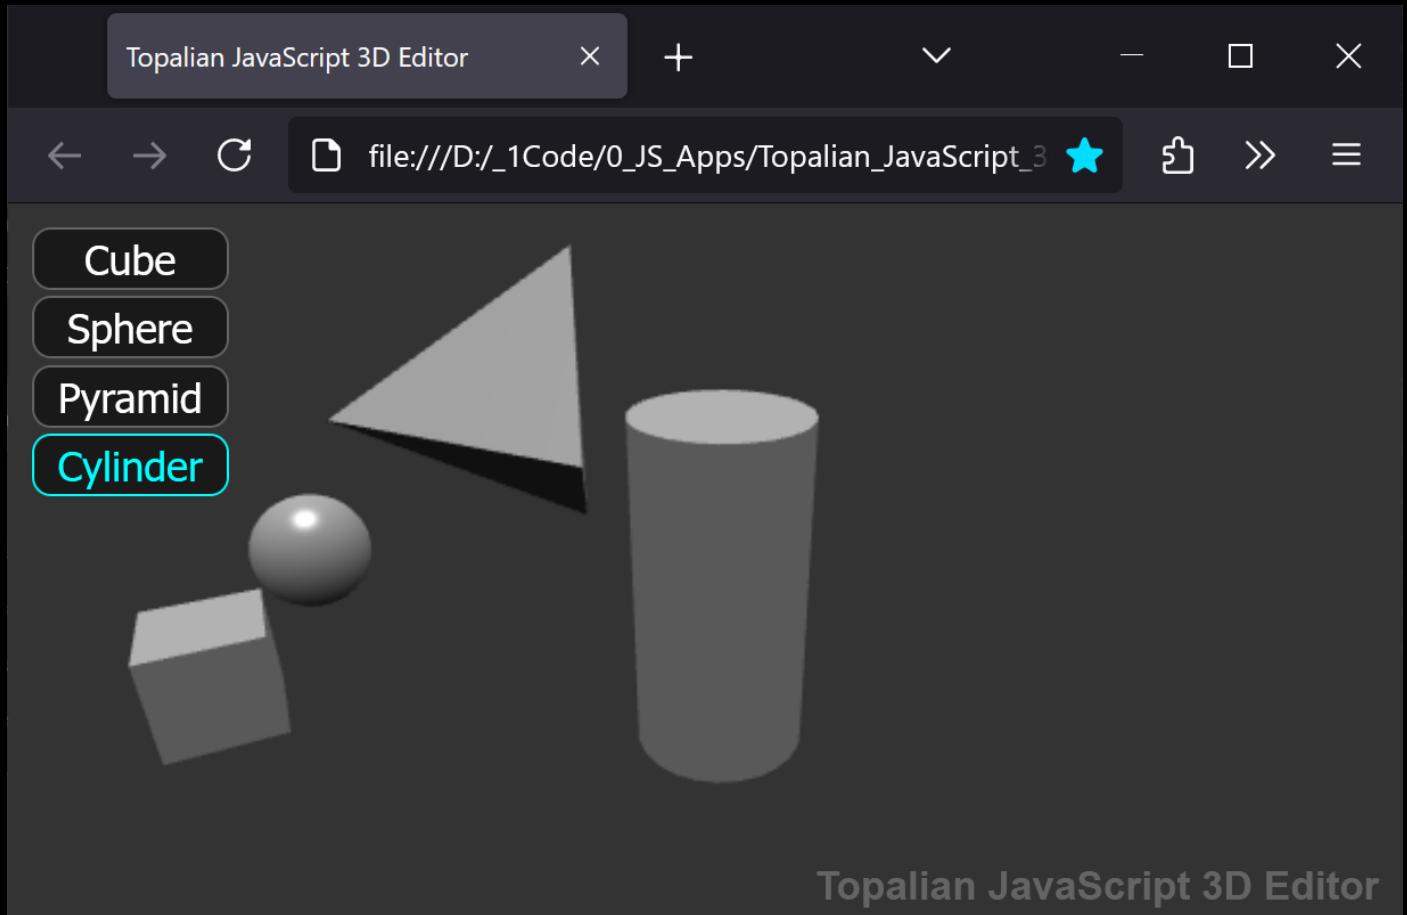 Topalian JavaScript 3D Editor
file:///D:/_1Code/0_JS_Apps/Topalian_JavaScript_3
Cube
Sphere
Pyramid
Cylinder
Topalian JavaScript 3D Editor